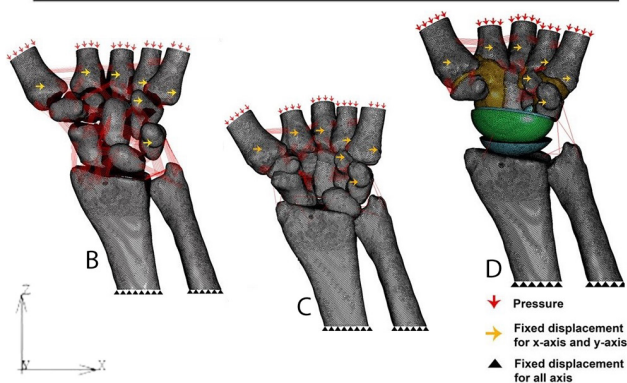 B
C
D
Z
Y
X
Pressure
Fixed displacement
for x-axis and y-axis
Fixed displacement
for all axis